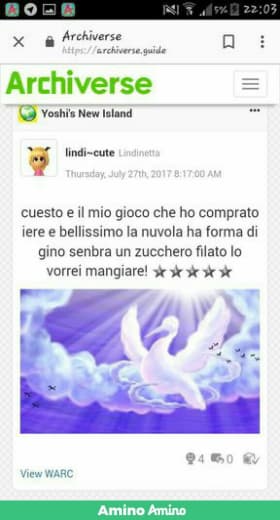 5% 22:03
Archiverse
https://archiverse.guide
Archiverse
Yoshi's New Island
lindi~cute Lindinetta
Thursday, July 27th, 2017 8:17:00 AM
cuesto e il mio gioco che ho comprato
iere e bellissimo la nuvola ha forma di
gino senbra un zucchero filato lo
vorrei mangiare! ★★★★★
4 0
View WARC
Amino Amino